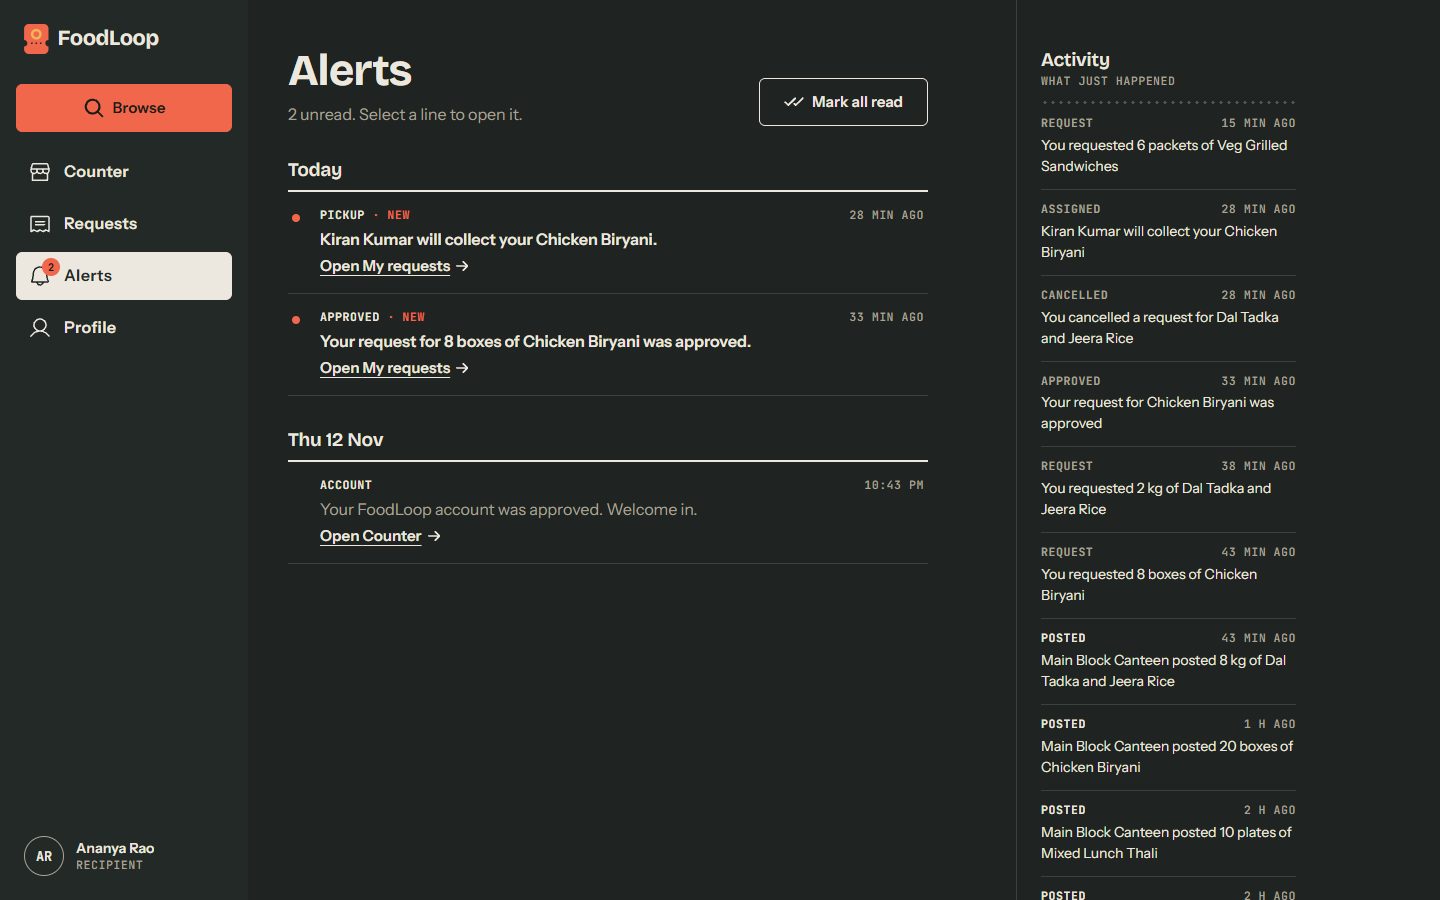 FoodLoop
Browse
Counter
Requests
2
Alerts
Profile
AR
Ananya Rao
RECIPIENT
Alerts
2 unread. Select a line to open it.
Mark all read
Today
PICKUP · NEW 28 MIN AGO
Kiran Kumar will collect your Chicken Biryani.
Open My requests →
APPROVED · NEW 33 MIN AGO
Your request for 8 boxes of Chicken Biryani was approved.
Open My requests →
Thu 12 Nov
ACCOUNT 10:43 PM
Your FoodLoop account was approved. Welcome in.
Open Counter →
Activity
WHAT JUST HAPPENED
REQUEST 15 MIN AGO
You requested 6 packets of Veg Grilled
Sandwiches
ASSIGNED 28 MIN AGO
Kiran Kumar will collect your Chicken
Biryani
CANCELLED 28 MIN AGO
You cancelled a request for Dal Tadka
and Jeera Rice
APPROVED 33 MIN AGO
Your request for Chicken Biryani was
approved
REQUEST 38 MIN AGO
You requested 2 kg of Dal Tadka and
Jeera Rice
REQUEST 43 MIN AGO
You requested 8 boxes of Chicken
Biryani
POSTED 43 MIN AGO
Main Block Canteen posted 8 kg of Dal
Tadka and Jeera Rice
POSTED 1 H AGO
Main Block Canteen posted 20 boxes of
Chicken Biryani
POSTED 2 H AGO
Main Block Canteen posted 10 plates of
Mixed Lunch Thali
POSTED 2 H AGO